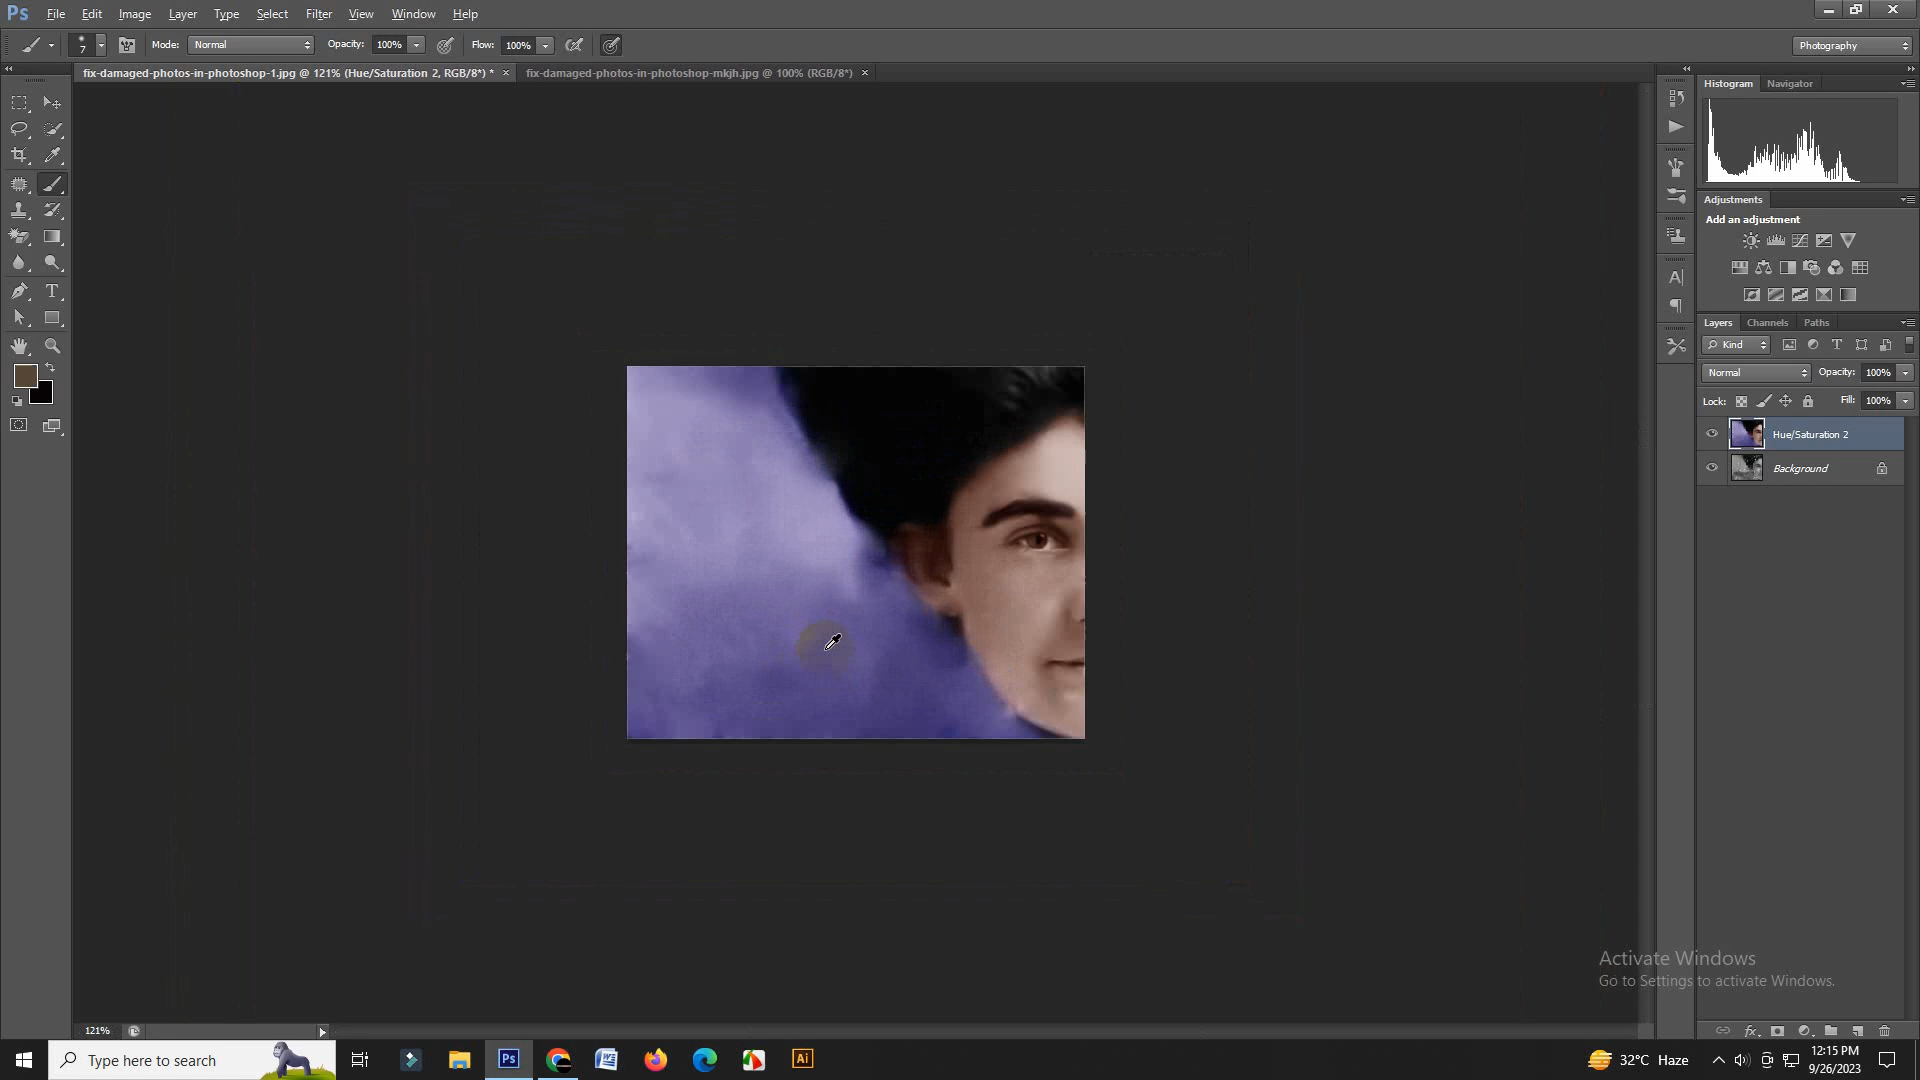 Ps File Edit Image Layer Type Select Filter View Window Help
7 Mode: Normal Opacity: 100% Flow: 100% Photography
fix-damaged-photos-in-photoshop-1.jpg @ 121% (Hue/Saturation 2, RGB/8*) * × fix-damaged-photos-in-photoshop-mkjh.jpg @ 100% (RGB/8*) ×
Histogram Navigator
Adjustments
Add an adjustment
Layers Channels Paths
Kind
Normal Opacity: 100%
Lock: Fill: 100%
Hue/Saturation 2
Background
Activate Windows
Go to Settings to activate Windows.
121%
Type here to search
Ps
Ai
32°C Haze
12:15 PM
9/26/2023